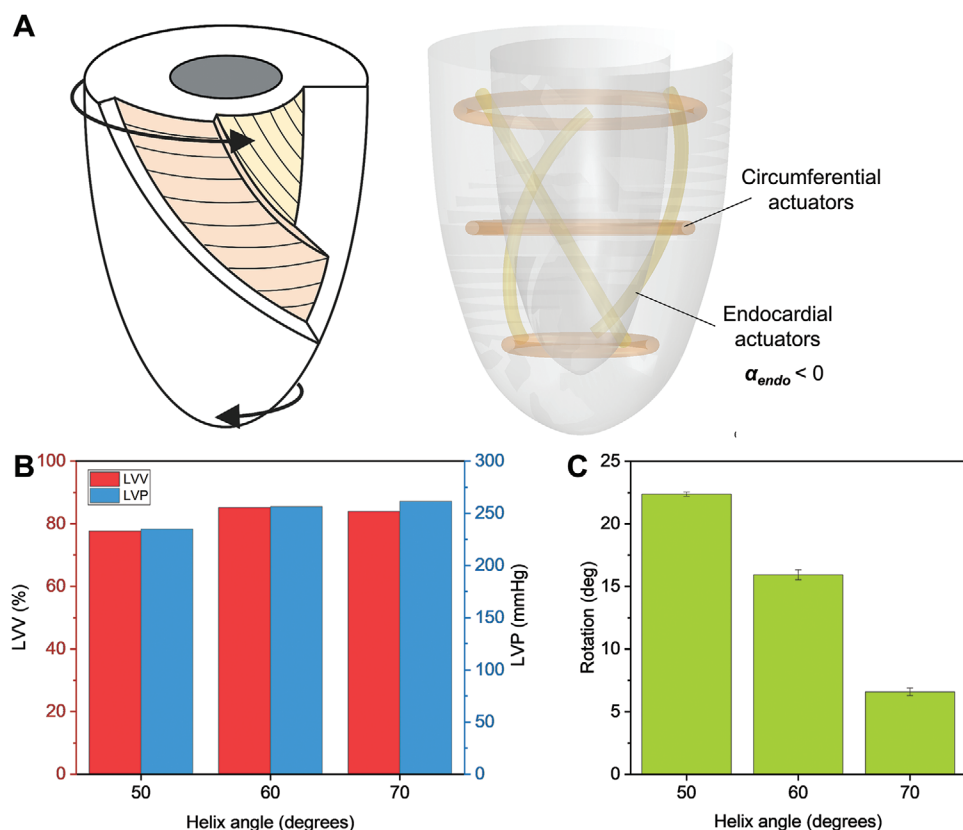 A
Circumferential
actuators
Endocardial
actuators
α_endo < 0
B
LVV
LVP
100
80
60
40
20
0
LVV (%)
300
250
200
150
100
50
0
LVP (mmHg)
50 60 70
Helix angle (degrees)
C
25
20
15
10
5
0
Rotation (deg)
50 60 70
Helix angle (degrees)